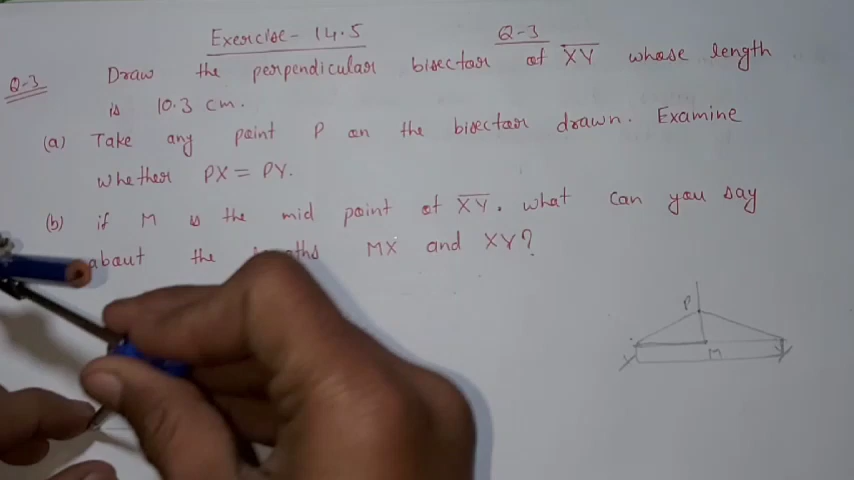 Exercise - 14.5 Q-3
Q-3 Draw the perpendicular bisector of XY whose length
is 10.3 cm.
(a) Take any point P on the bisector drawn. Examine
whether PX = PY.
(b) if M is the mid point of XY. what can you say
about the MX and XY?
P
M
Y